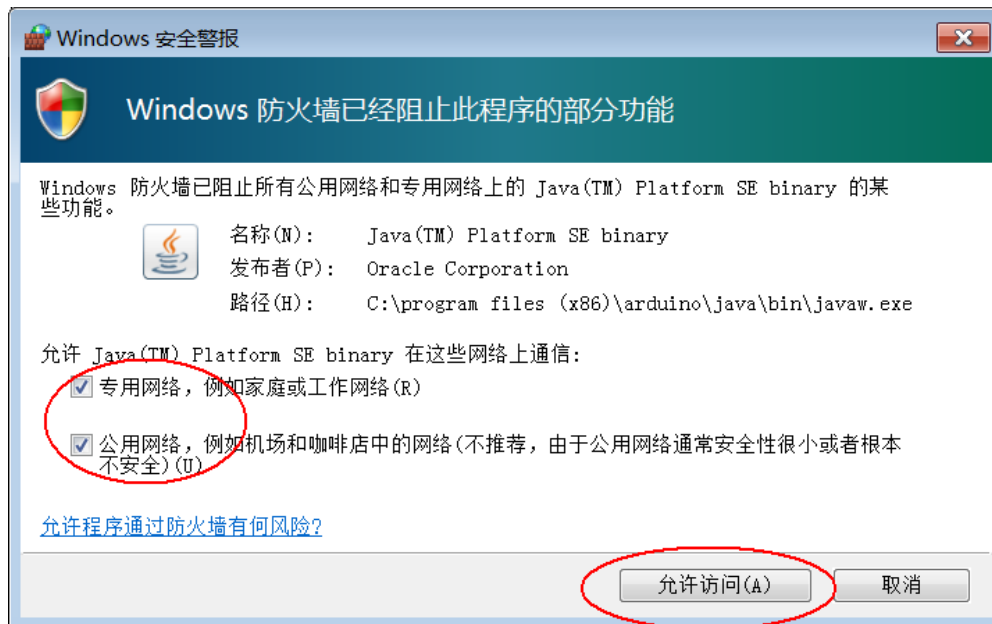 Windows 安全警报
Windows 防火墙已经阻止此程序的部分功能
Windows 防火墙已阻止所有公用网络和专用网络上的 Java(TM) Platform SE binary 的某
些功能。
名称(N): Java(TM) Platform SE binary
发布者(P): Oracle Corporation
路径(H): C:\program files (x86)\arduino\java\bin\javaw.exe
允许 Java(TM) Platform SE binary 在这些网络上通信:
专用网络，例如家庭或工作网络(R)
公用网络，例如机场和咖啡店中的网络(不推荐，由于公用网络通常安全性很小或者根本
不安全)(U)
允许程序通过防火墙有何风险?
允许访问(A) 取消